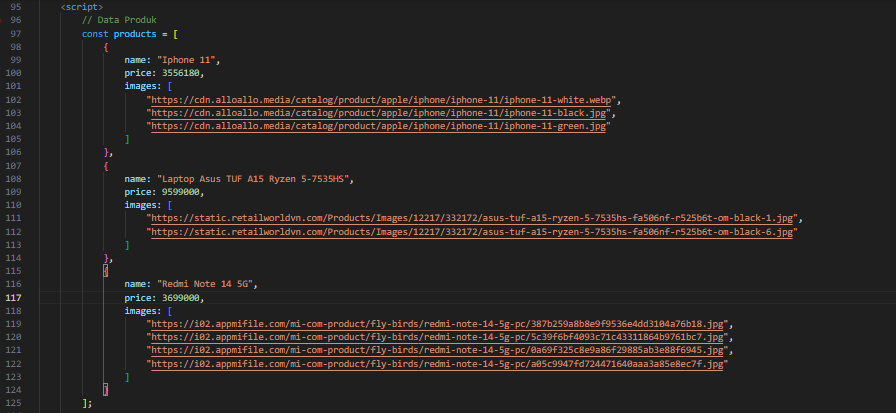 95 <script>
96 // Data Produk
97 const products = [
98 {
99 name: "Iphone 11",
100 price: 3556180,
101 images: [
102 "https://cdn.alloallo.media/catalog/product/apple/iphone/iphone-11/iphone-11-white.webp",
103 "https://cdn.alloallo.media/catalog/product/apple/iphone/iphone-11/iphone-11-black.jpg",
104 "https://cdn.alloallo.media/catalog/product/apple/iphone/iphone-11/iphone-11-green.jpg"
105 ]
106 },
107 {
108 name: "Laptop Asus TUF A15 Ryzen 5-7535HS",
109 price: 9599000,
110 images: [
111 "https://static.retailworldvn.com/Products/Images/12217/332172/asus-tuf-a15-ryzen-5-7535hs-fa506nf-r525b6t-om-black-1.jpg",
112 "https://static.retailworldvn.com/Products/Images/12217/332172/asus-tuf-a15-ryzen-5-7535hs-fa506nf-r525b6t-om-black-6.jpg"
113 ]
114 },
115 {
116 name: "Redmi Note 14 5G",
117 price: 3699000,
118 images: [
119 "https://i02.appmifile.com/mi-com-product/fly-birds/redmi-note-14-5g-pc/387b259a8b8e9f9536e4dd3104a76b18.jpg",
120 "https://i02.appmifile.com/mi-com-product/fly-birds/redmi-note-14-5g-pc/5c39f6bf4093c71c43311864b9761bc7.jpg",
121 "https://i02.appmifile.com/mi-com-product/fly-birds/redmi-note-14-5g-pc/0a69f325c8e9a86f29885ab3e88f6945.jpg",
122 "https://i02.appmifile.com/mi-com-product/fly-birds/redmi-note-14-5g-pc/a05c9947fd724471640aaa3a85e8ec7f.jpg"
123 ]
124 }
125 ];